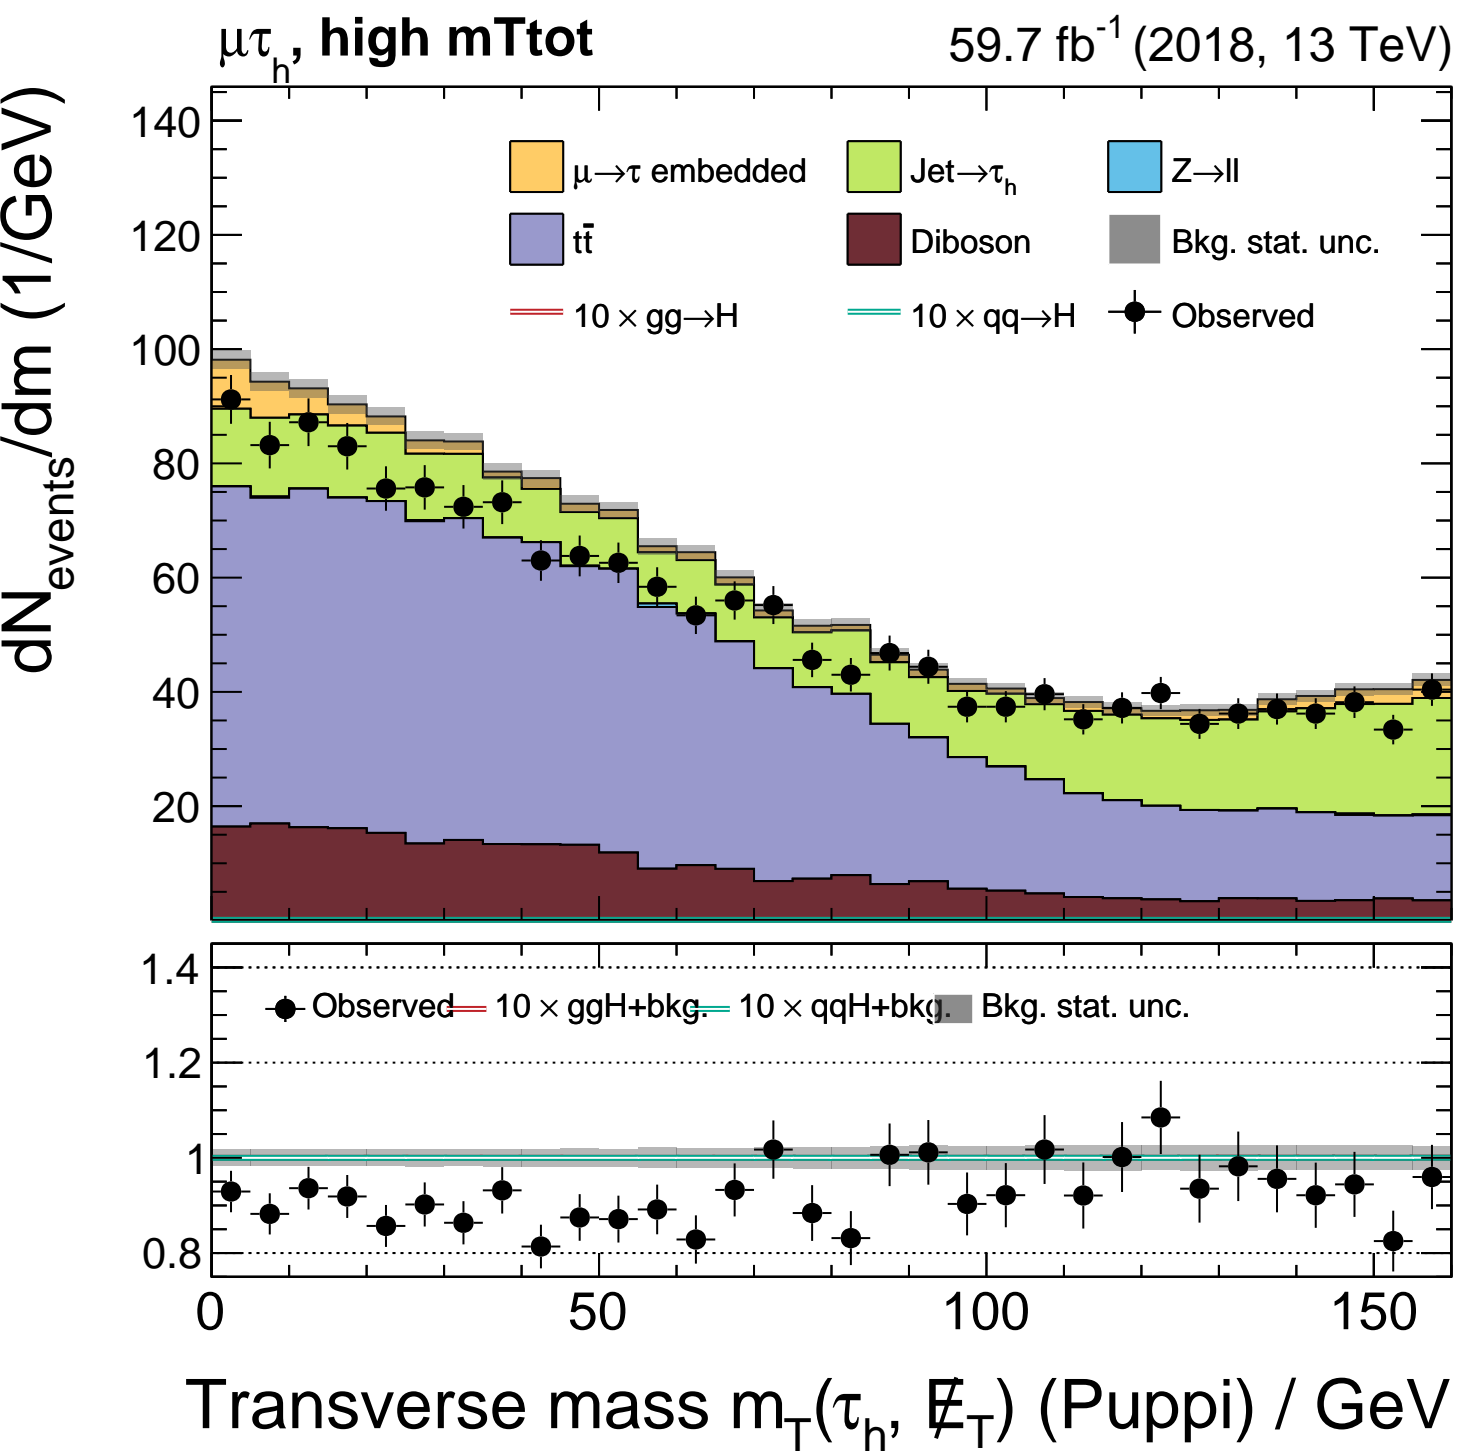 μτh, high mTtot
59.7 fb-1 (2018, 13 TeV)
dNevents/dm (1/GeV)
140
120
100
80
60
40
20
μ→τ embedded
Jet→τh
Z→ll
tt̄
Diboson
Bkg. stat. unc.
10 × gg→H
10 × qq→H
Observed
1.4
1.2
1
0.8
Observed
10 × ggH+bkg.
10 × qqH+bkg.
Bkg. stat. unc.
0
50
100
150
Transverse mass mT(τh, E̸T) (Puppi) / GeV